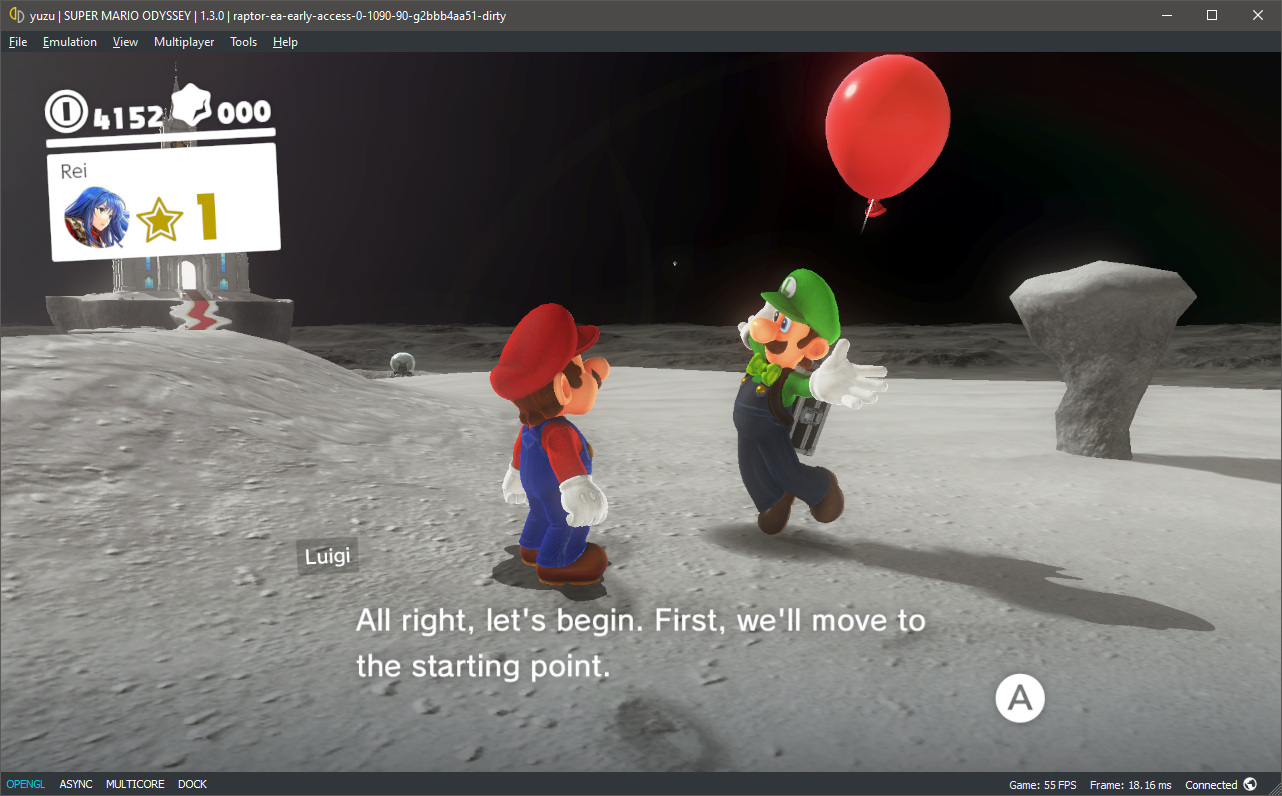 yuzu | SUPER MARIO ODYSSEY | 1.3.0 | raptor-ea-early-access-0-1090-90-g2bbb4aa51-dirty
File Emulation View Multiplayer Tools Help
4152 000
Rei
1
Luigi
All right, let's begin. First, we'll move to
the starting point.
A
OPENGL ASYNC MULTICORE DOCK Game: 55 FPS Frame: 18.16 ms Connected